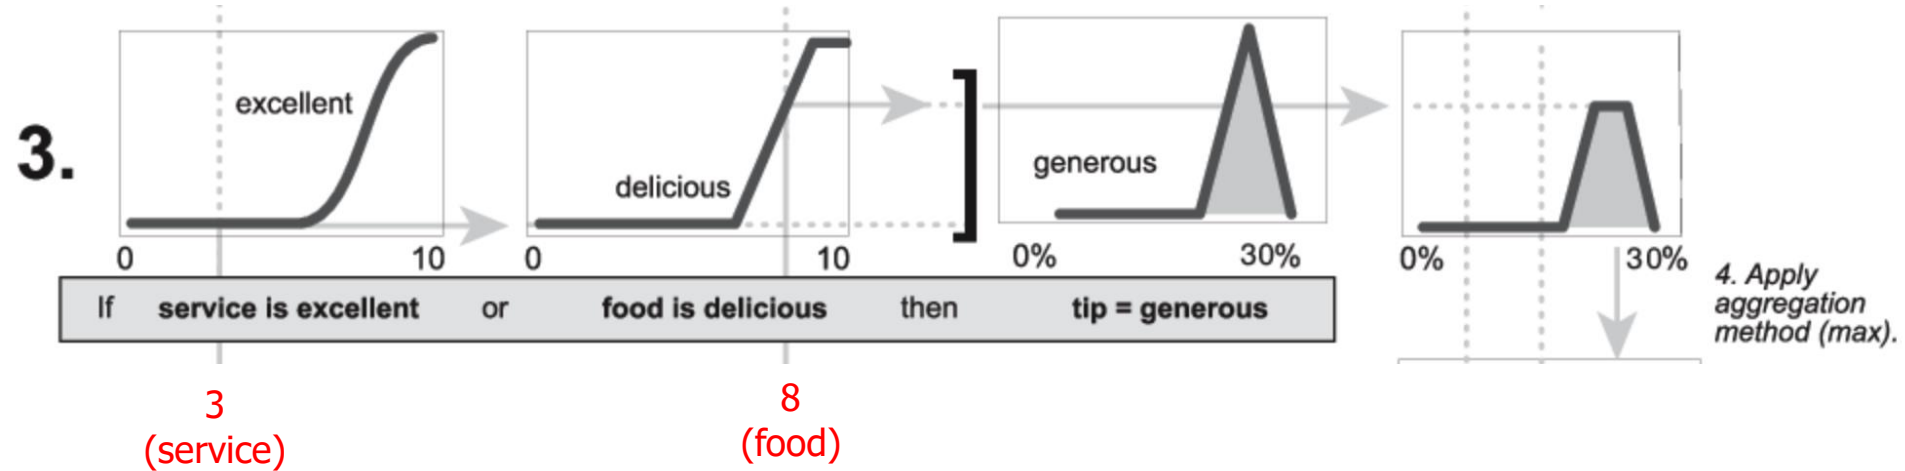 3.
excellent
0 10
delicious
0 10
generous
0% 30%
0% 30%
If service is excellent or food is delicious then tip = generous
4. Apply
aggregation
method (max).
3
(service)
8
(food)